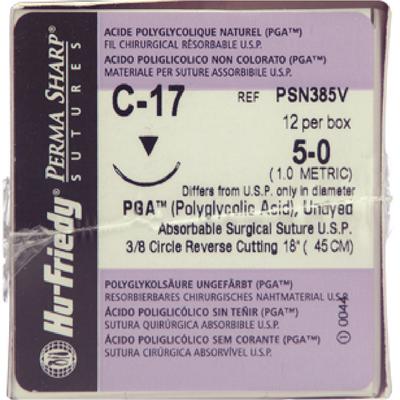 ACIDE POLYGLYCOLIQUE NATUREL (PGA™)
FIL CHIRURGICAL RÉSORBABLE U.S.P.
ACIDO POLIGLICOLICO NON COLORATO (PGA™)
MATERIALE PER SUTURE ASSORBIBILE U.S.P.
C-17
REF PSN385V
12 per box
5-0
(1.0 METRIC)
Differs from U.S.P. only in diameter
PGA™ (Polyglycolic Acid), Undyed
Absorbable Surgical Suture U.S.P.
3/8 Circle Reverse Cutting 18" (45CM)
POLYGLYKOLSÄURE UNGEFÄRBT (PGA™)
RESORBIERBARES CHIRURGISCHES NAHTMATERIAL U.S.P.
ÁCIDO POLIGLICÓLICO SIN TEÑIR (PGA™)
SUTURA QUIRÚRGICA ABSORBIBLE U.S.P.
ÁCIDO POLIGLICÓLICO SEM CORANTE (PGA™)
SUTURA CIRÚRGICA ABSORVÍVEL U.S.P.
0044
Hu-Friedy®
PERMA SHARP®
SUTURES